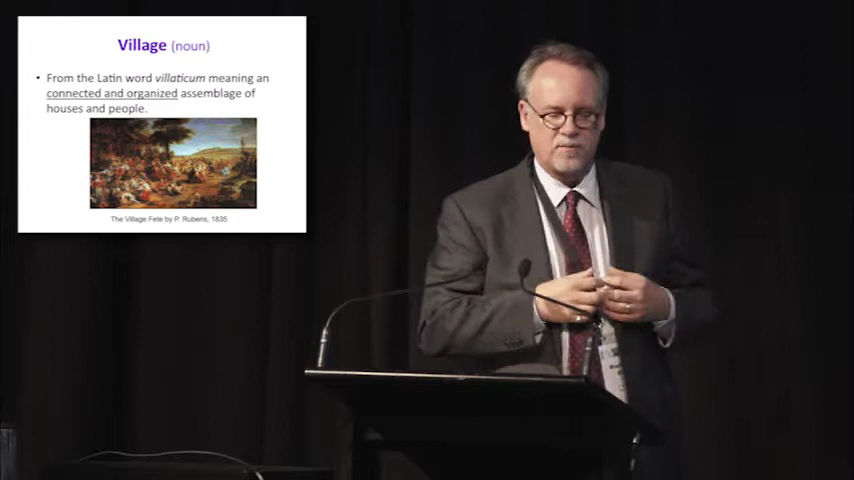 Village (noun)
• From the Latin word villaticum meaning an
connected and organized assemblage of
houses and people.
The Village Fete by P. Rubens, 1835